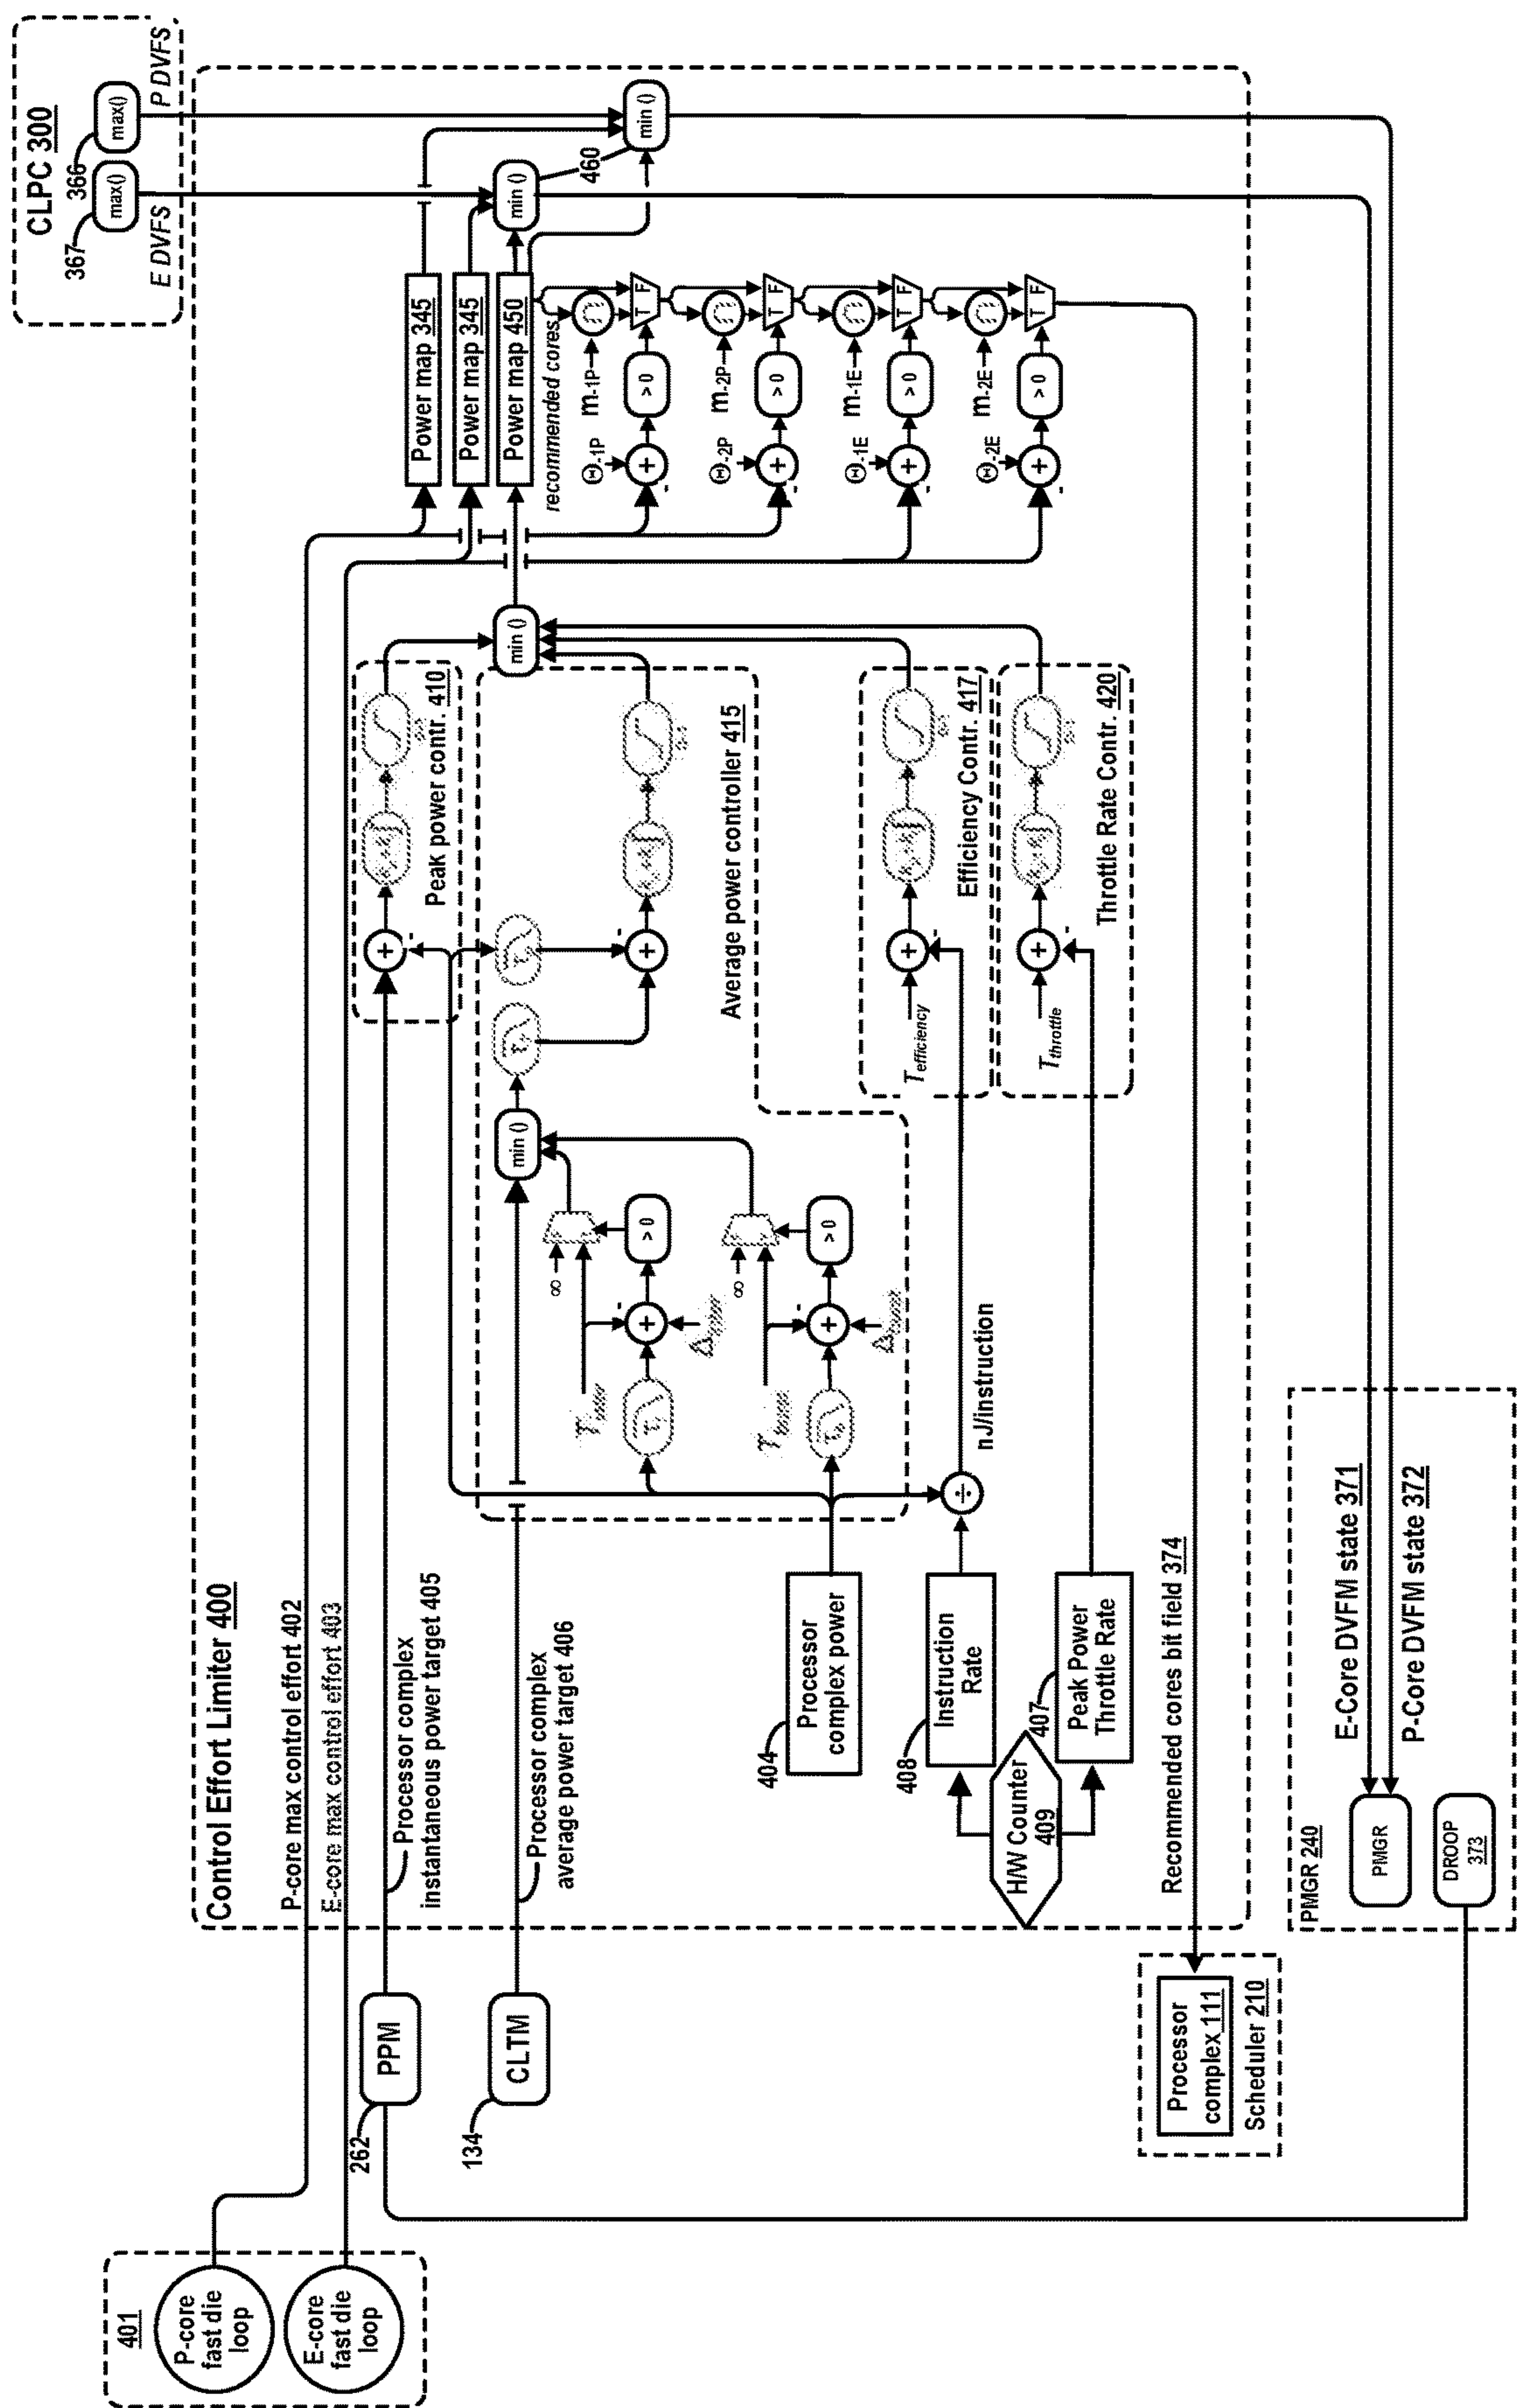 401
P-core
fast die
loop
E-core
fast die
loop
262
PPM
134
CLTM
Control Effort Limiter 400
P-core max control effort 402
E-core max control effort 403
Processor complex
instantaneous power target 405
Processor complex
average power target 406
404
Processor
complex power
408
Instruction
Rate
H/W Counter
409
407
Peak Power
Throttle Rate
nJ/instruction
÷
∞
+
> 0
∞
+
> 0
min ()
+
Peak power contr. 410
+
Average power controller 415
Tefficiency
+
Efficiency Contr. 417
Tthrottle
+
Throttle Rate Contr. 420
min ()
Power map 345
Power map 345
Power map 450
recommended cores
Θ-1P
+
> 0
m-1P
T F
Θ-2P
+
> 0
m-2P
T F
Θ-1E
+
> 0
m-1E
T F
Θ-2E
+
> 0
m-2E
T F
min ()
460
min ()
CLPC 300
367
366
max()
max()
E DVFS
P DVFS
Recommended cores bit field 374
Processor
complex 111
Scheduler 210
E-Core DVFM state 371
P-Core DVFM state 372
PMGR 240
PMGR
DROOP
373